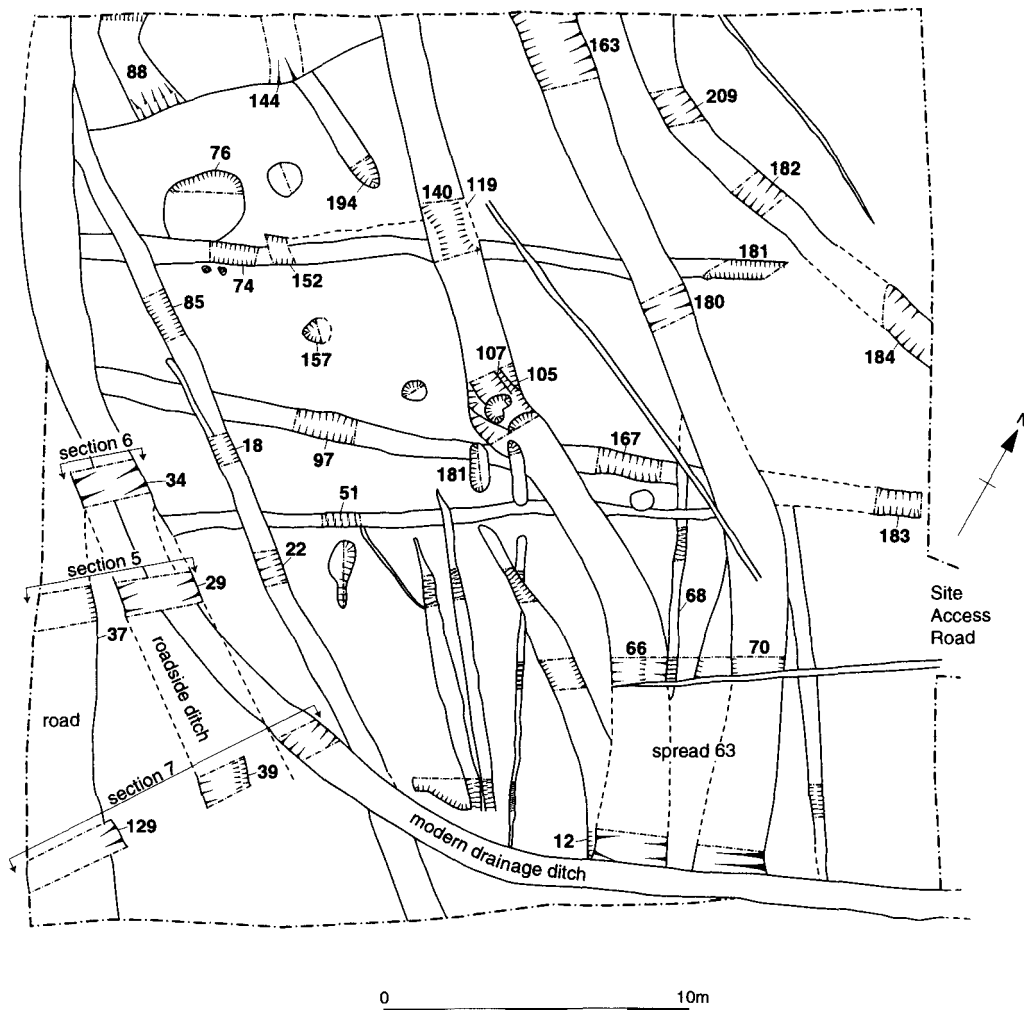 163
88
144
209
76
194
182
140
119
181
74
152
85
180
157
184
107
105
section 6
34
18
97
181
167
183
51
section 5
29
22
37
68
Site
Access
Road
roadside ditch
66
70
road
spread 63
section 7
39
129
modern drainage ditch
12
N
0
10m